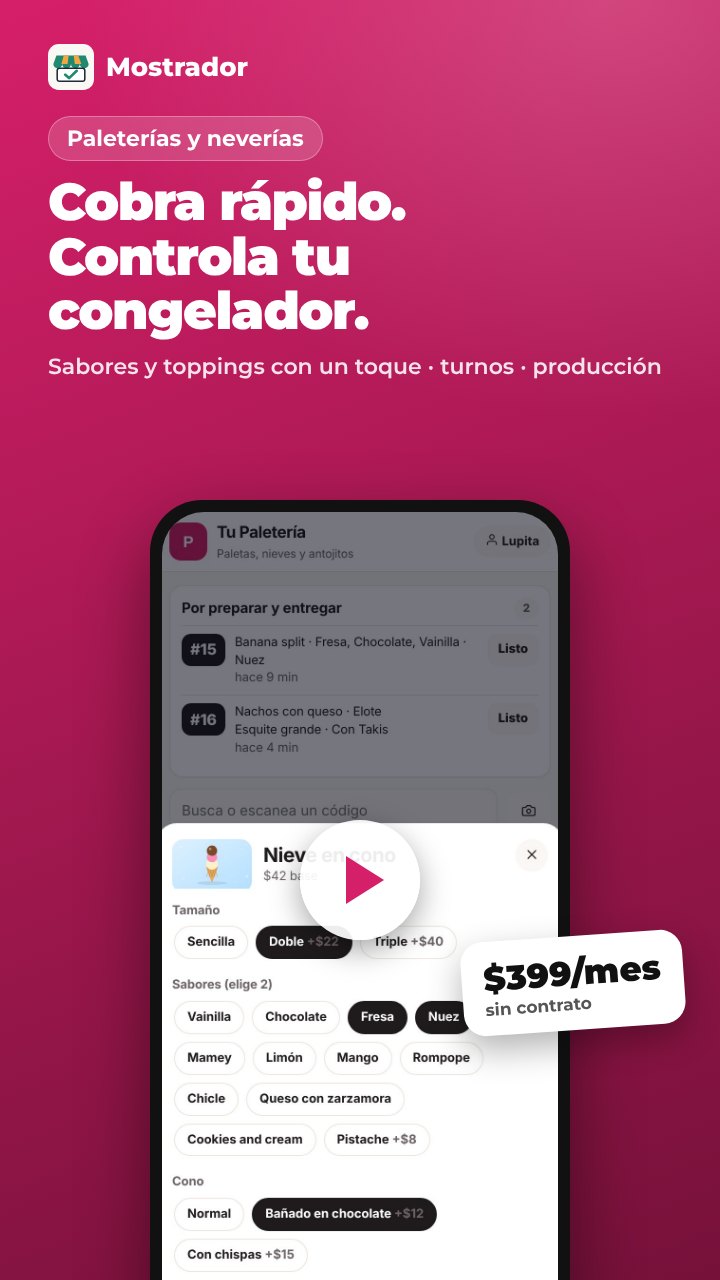 Mostrador
Paleterías y neverías
Cobra rápido.
Controla tu
congelador.
Sabores y toppings con un toque · turnos · producción
P
Tu Paletería
Paletas, nieves y antojitos
Lupita
Por preparar y entregar
2
#15
Banana split · Fresa, Chocolate, Vainilla ·
Nuez
hace 9 min
Listo
#16
Nachos con queso · Elote
Esquite grande · Con Takis
hace 4 min
Listo
Busca o escanea un código
Nieve en cono
$42 base
Tamaño
Sencilla
Doble +$22
Triple +$40
$399/mes
sin contrato
Sabores (elige 2)
Vainilla
Chocolate
Fresa
Nuez
Mamey
Limón
Mango
Rompope
Chicle
Queso con zarzamora
Cookies and cream
Pistache +$8
Cono
Normal
Bañado en chocolate +$12
Con chispas +$15